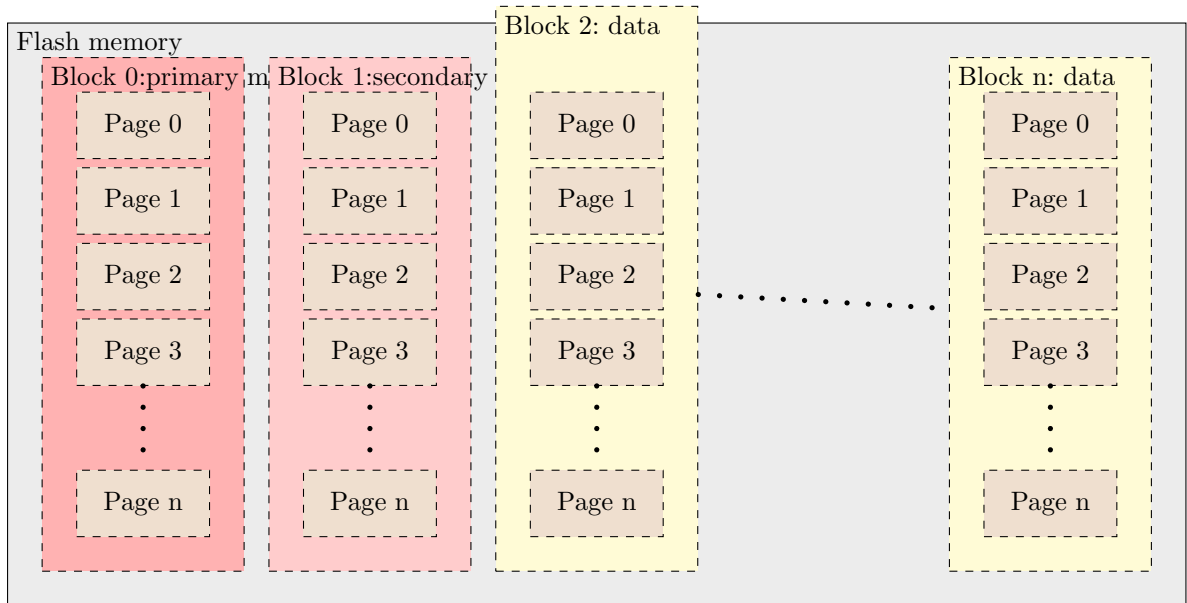 Flash memory
Block 0:primary m
Page 0
Page 1
Page 2
Page 3
Page n
Block 1:secondary
Page 0
Page 1
Page 2
Page 3
Page n
Block 2: data
Page 0
Page 1
Page 2
Page 3
Page n
Block n: data
Page 0
Page 1
Page 2
Page 3
Page n